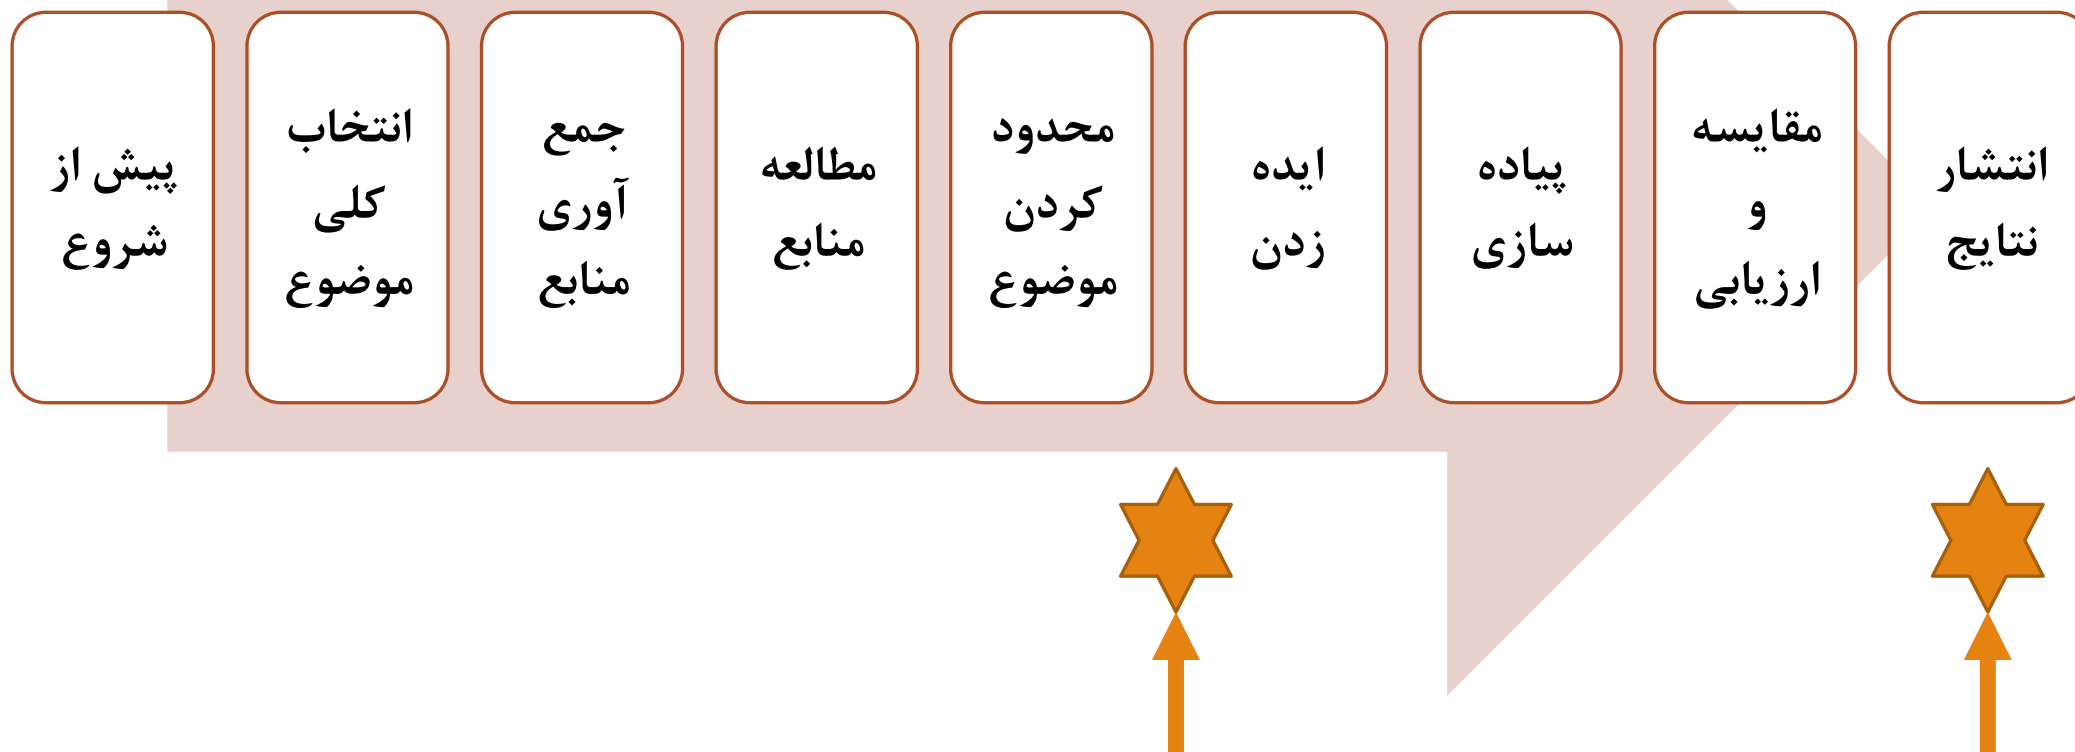 پیش از
شروع
انتخاب
کلی
موضوع
جمع
آوری
منابع
مطالعه
منابع
محدود
کردن
موضوع
ایده
زدن
پیاده
سازی
مقایسه
و
ارزیابی
انتشار
نتایج